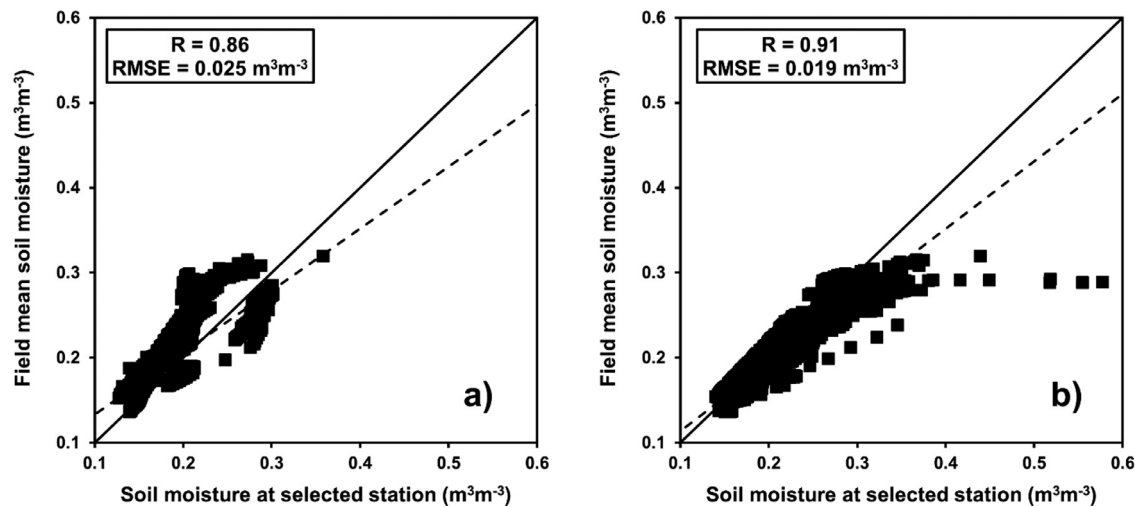 R = 0.86
RMSE = 0.025 m³m⁻³
Field mean soil moisture (m³m⁻³)
0.6
0.5
0.4
0.3
0.2
0.1
a)
0.1 0.2 0.3 0.4 0.5 0.6
Soil moisture at selected station (m³m⁻³)
R = 0.91
RMSE = 0.019 m³m⁻³
Field mean soil moisture (m³m⁻³)
0.6
0.5
0.4
0.3
0.2
0.1
b)
0.1 0.2 0.3 0.4 0.5 0.6
Soil moisture at selected station (m³m⁻³)